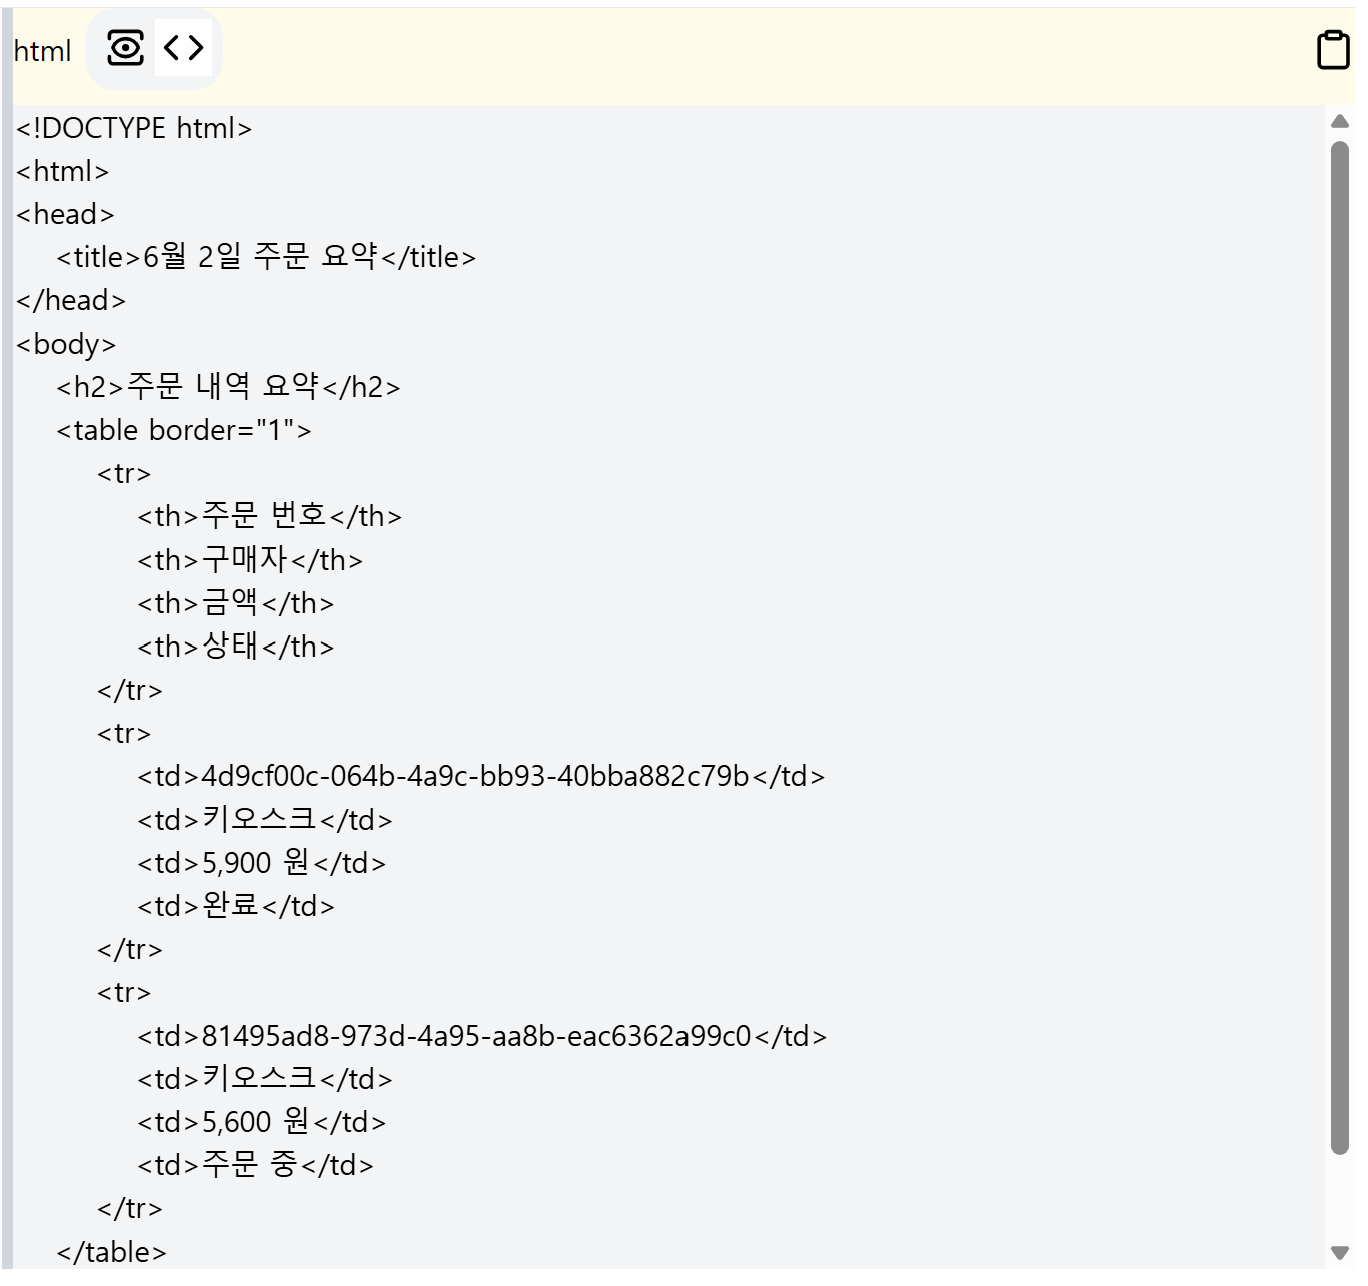 html
<!DOCTYPE html>
<html>
<head>
<title>6월 2일 주문 요약</title>
</head>
<body>
<h2>주문 내역 요약</h2>
<table border="1">
<tr>
<th>주문 번호</th>
<th>구매자</th>
<th>금액</th>
<th>상태</th>
</tr>
<tr>
<td>4d9cf00c-064b-4a9c-bb93-40bba882c79b</td>
<td>키오스크</td>
<td>5,900 원</td>
<td>완료</td>
</tr>
<tr>
<td>81495ad8-973d-4a95-aa8b-eac6362a99c0</td>
<td>키오스크</td>
<td>5,600 원</td>
<td>주문 중</td>
</tr>
</table>